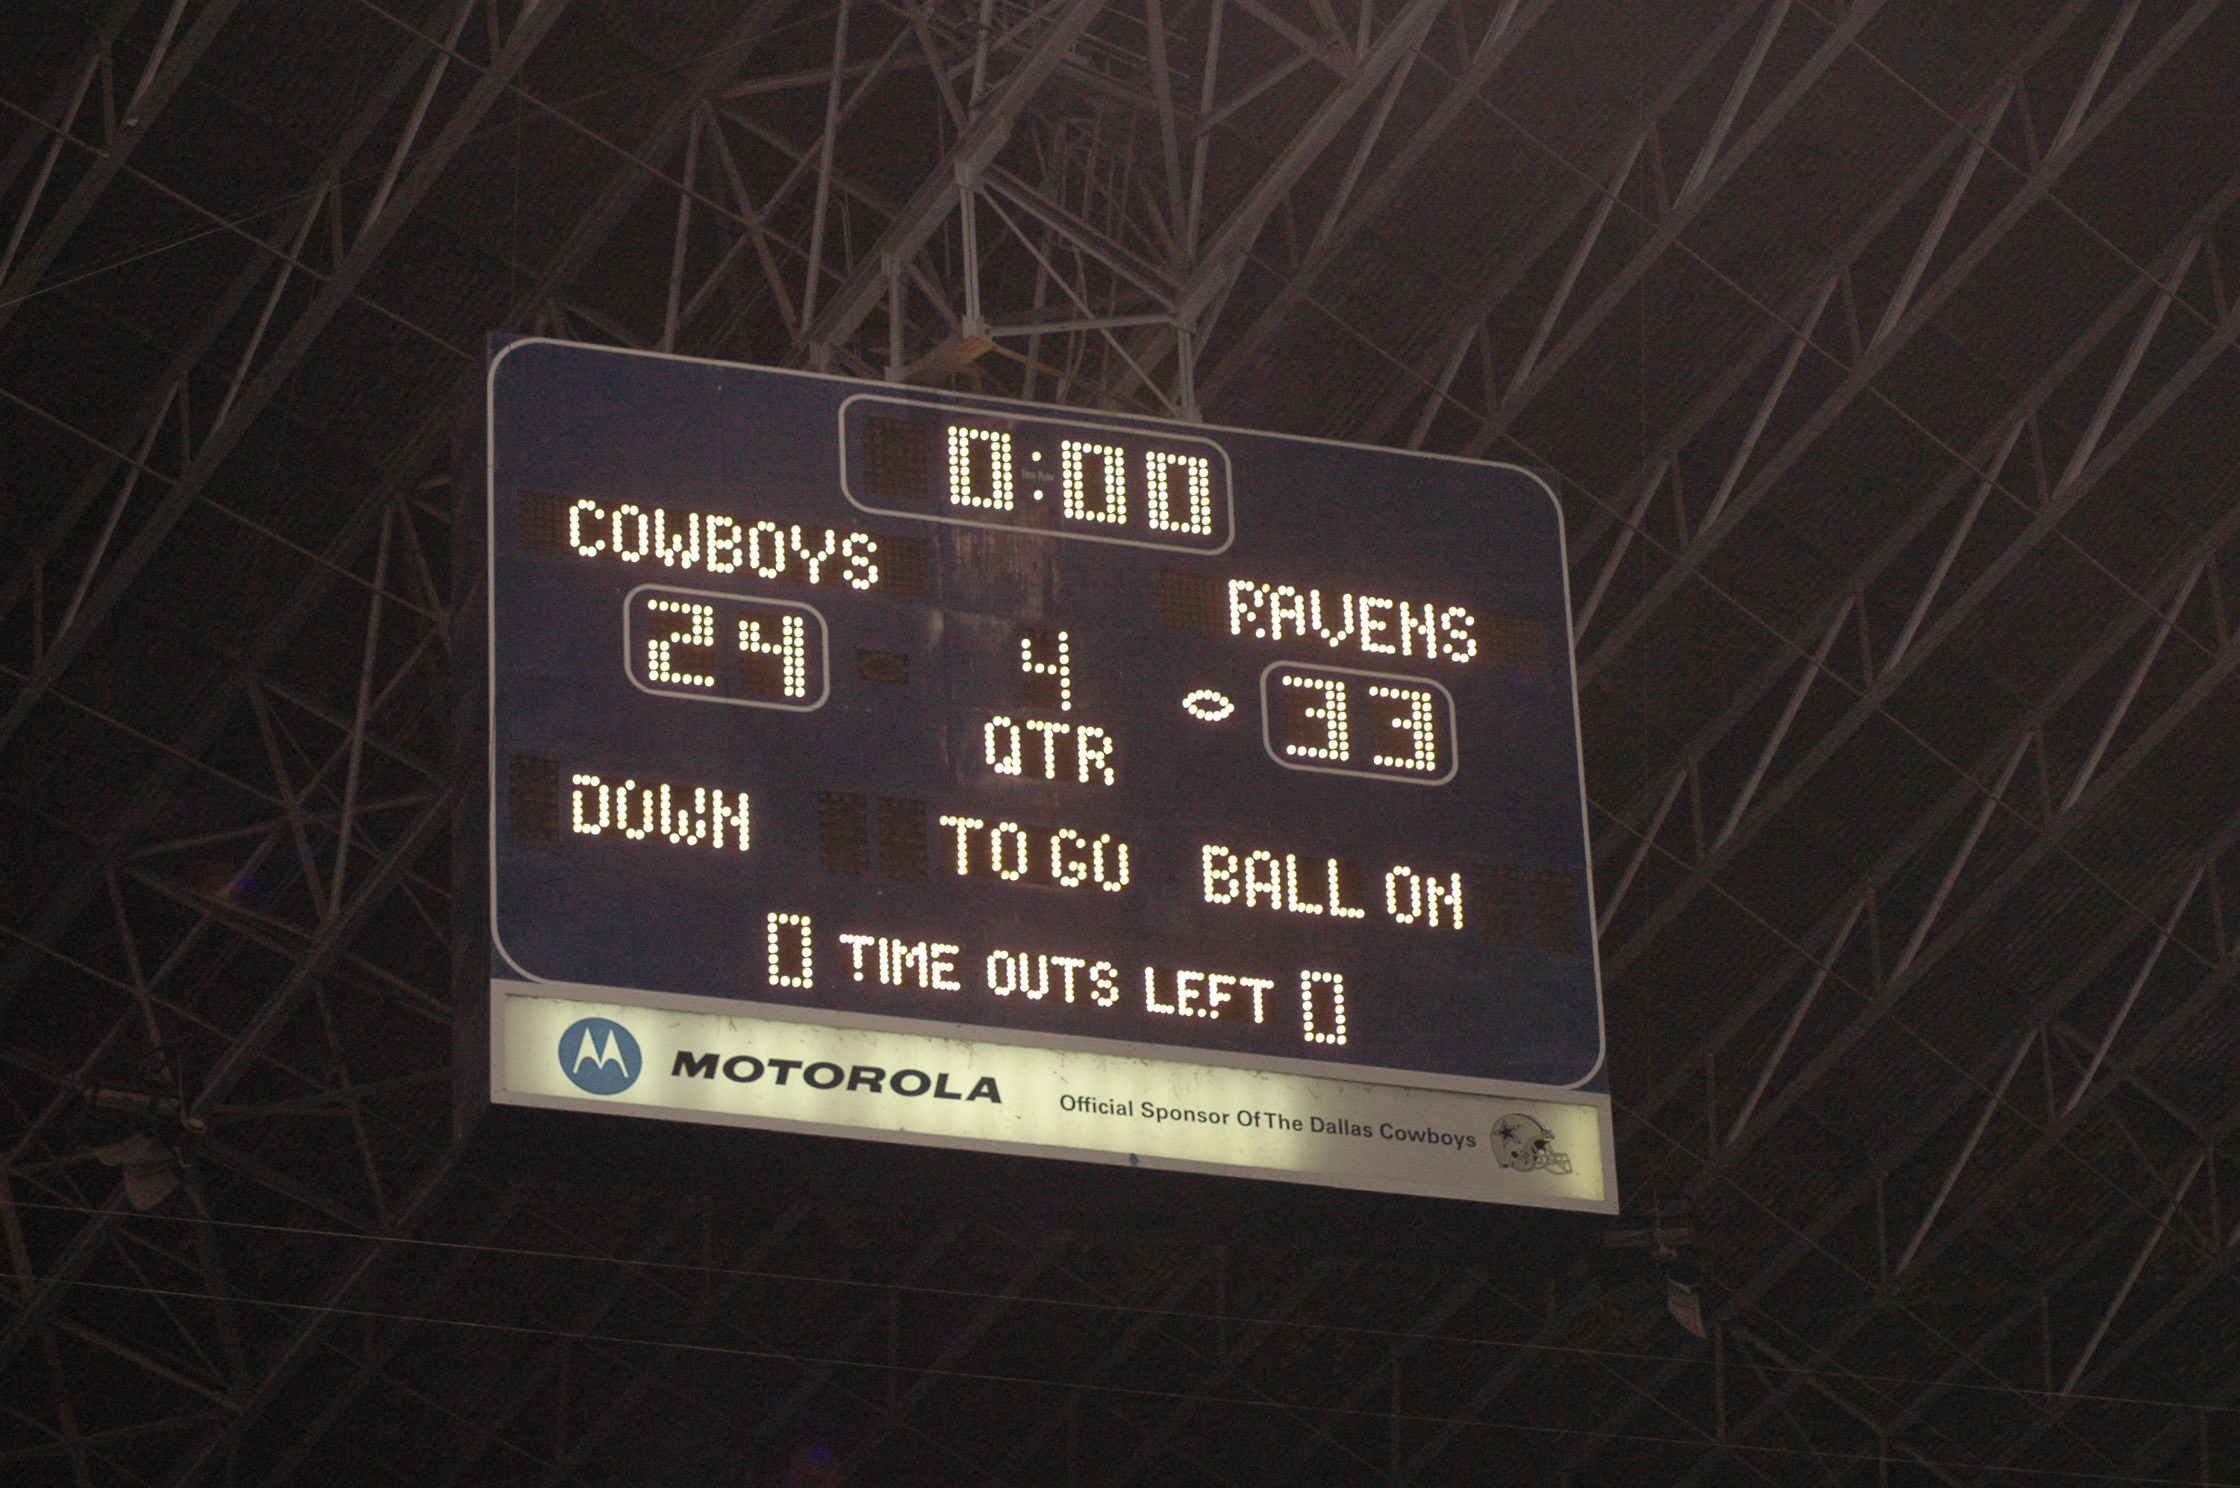 0:00
COWBOYS
RAVENS
24
4
33
QTR
DOWN
TO GO
BALL ON
0 TIME OUTS LEFT 0
MOTOROLA
Official Sponsor Of The Dallas Cowboys